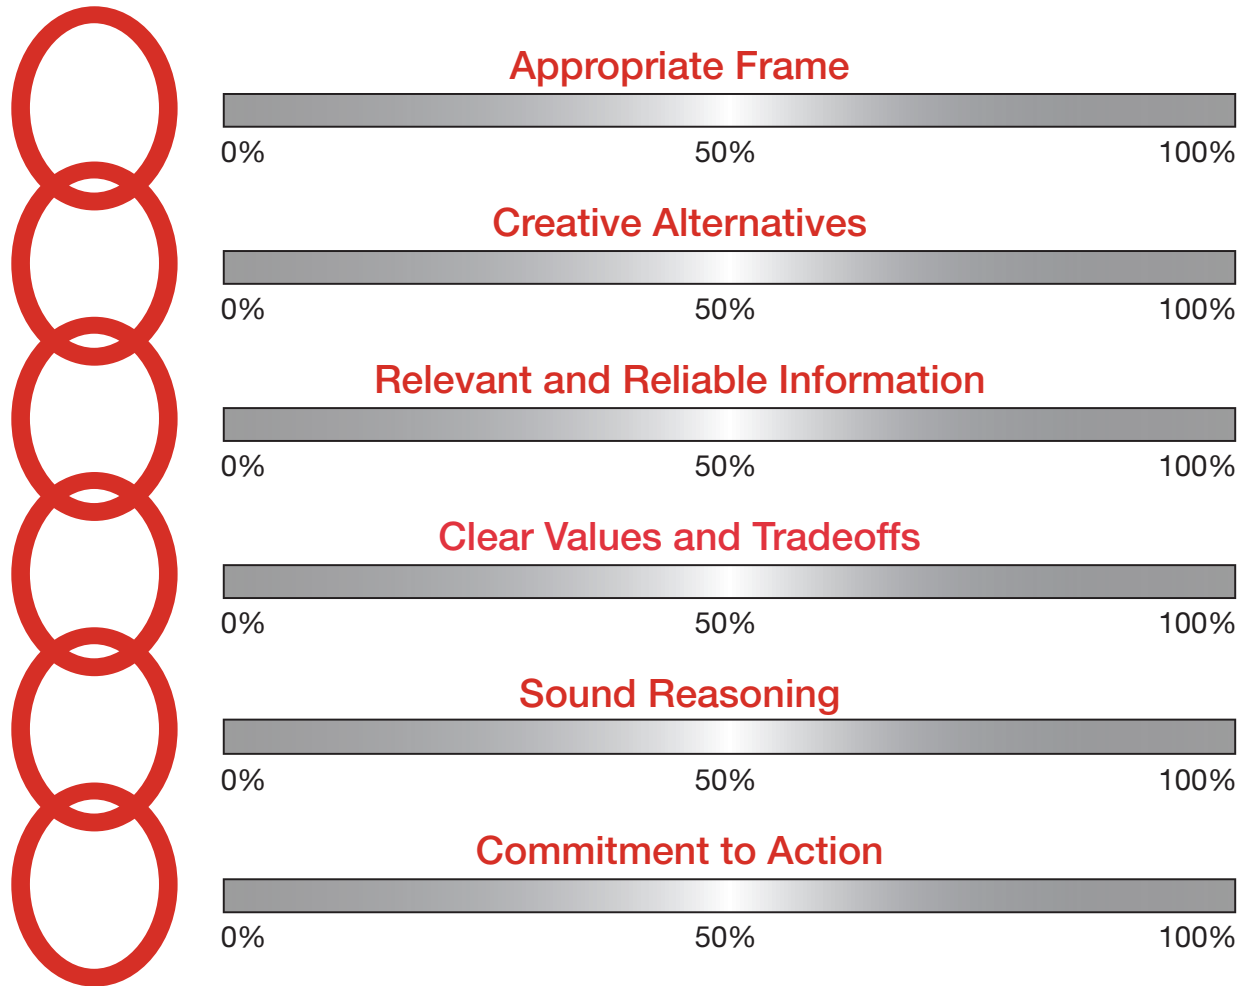 Appropriate Frame
0% 50% 100%
Creative Alternatives
0% 50% 100%
Relevant and Reliable Information
0% 50% 100%
Clear Values and Tradeoffs
0% 50% 100%
Sound Reasoning
0% 50% 100%
Commitment to Action
0% 50% 100%